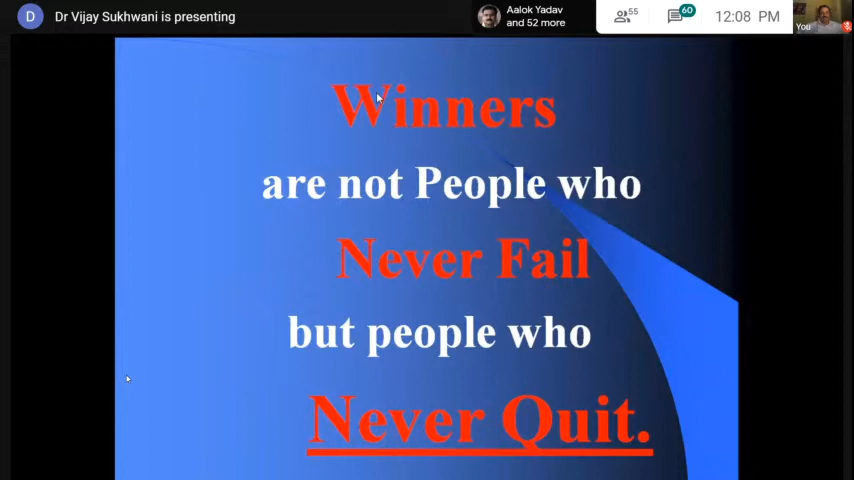 D Dr Vijay Sukhwani is presenting
Aalok Yadav
and 52 more
55
60
12:08 PM
You
Winners
are not People who
Never Fail
but people who
Never Quit.